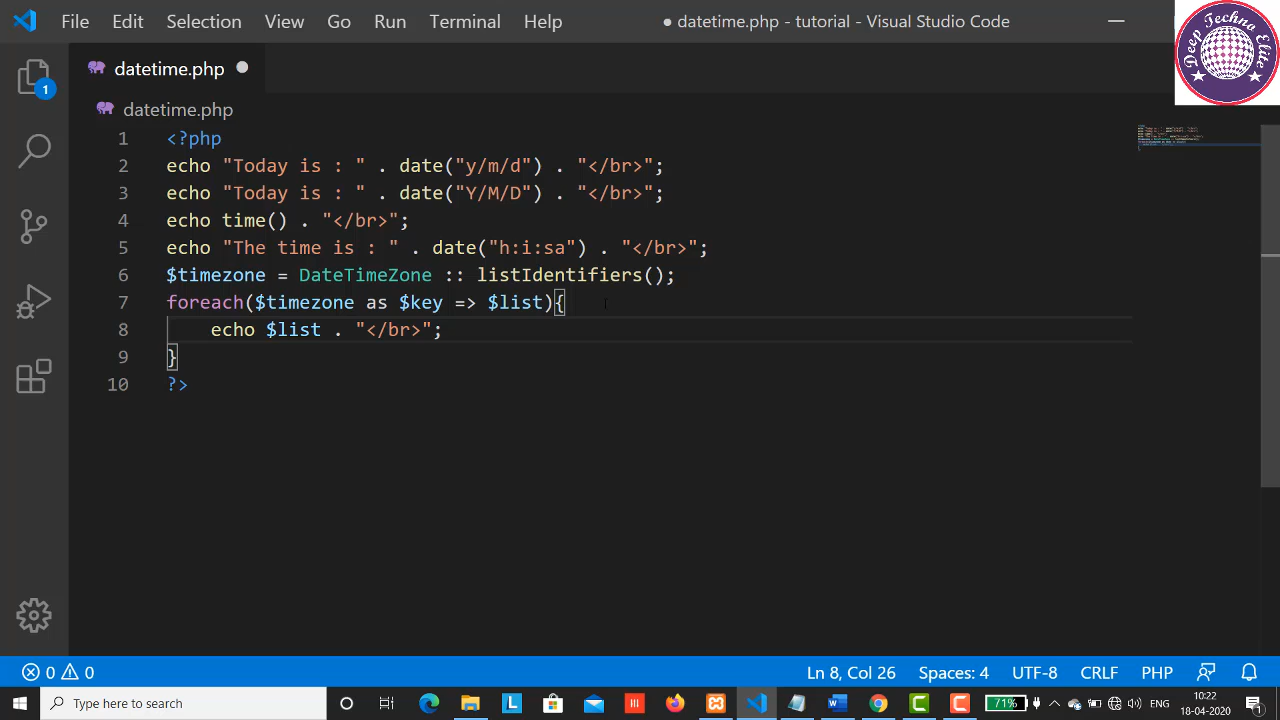 File Edit Selection View Go Run Terminal Help ● datetime.php - tutorial - Visual Studio Code
Deep Techno Elite
datetime.php
1
datetime.php
1 <?php
2 echo "Today is : " . date("y/m/d") . "</br>";
3 echo "Today is : " . date("Y/M/D") . "</br>";
4 echo time() . "</br>";
5 echo "The time is : " . date("h:i:sa") . "</br>";
6 $timezone = DateTimeZone :: listIdentifiers();
7 foreach($timezone as $key => $list){
8 echo $list . "</br>";
9 }
10 ?>
0 0 Ln 8, Col 26 Spaces: 4 UTF-8 CRLF PHP
Type here to search 71% ENG 10:22
18-04-2020 1